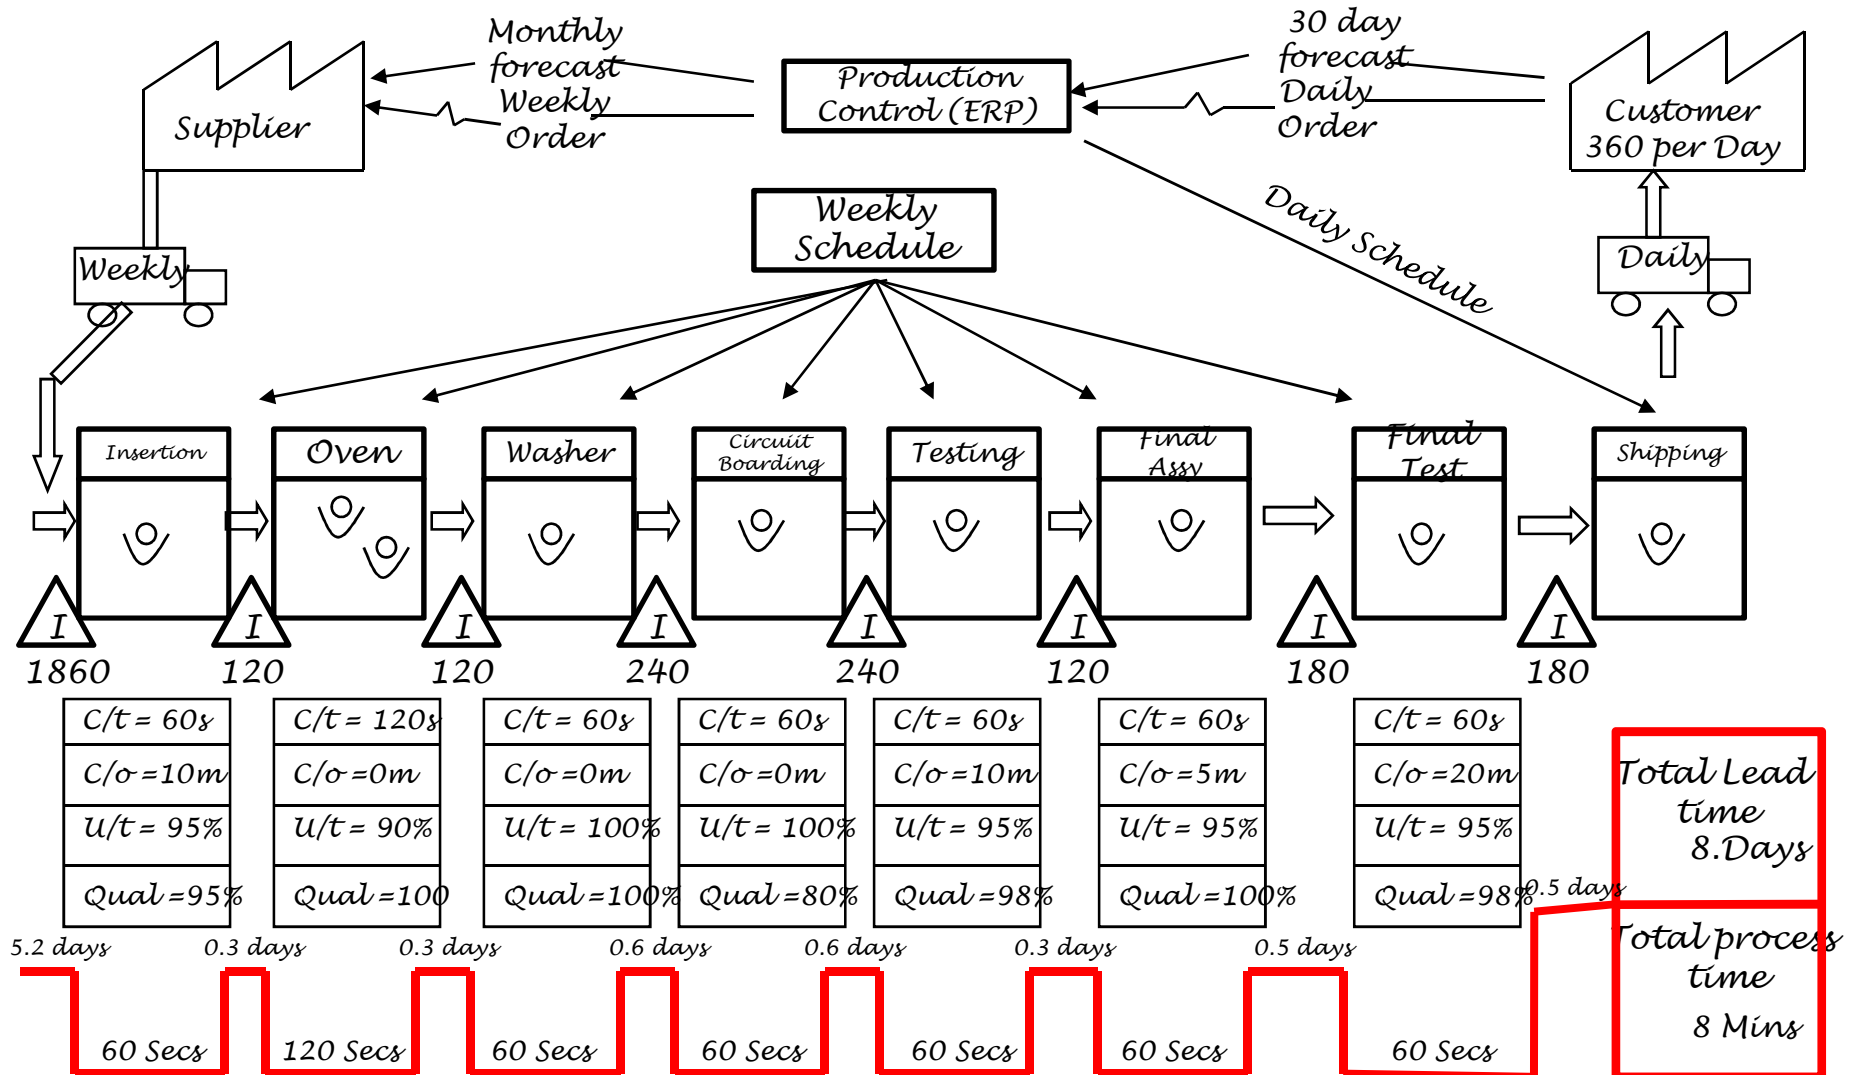 Monthly
forecast
Weekly
Order
30 day
forecast
Daily
Order
Production
Control (ERP)
Supplier
Customer
360 per Day
Weekly
Schedule
Daily Schedule
Weekly
Daily
Insertion
Oven
Washer
Circuiit
Boarding
Testing
Final
Assy
Final
Test
Shipping
I
I
I
I
I
I
I
I
1860
120
120
240
240
120
180
180
C/t = 60s
C/o =10m
U/t = 95%
Qual =95%
C/t = 120s
C/o =0m
U/t = 90%
Qual =100
C/t = 60s
C/o =0m
U/t = 100%
Qual =100%
C/t = 60s
C/o =0m
U/t = 100%
Qual =80%
C/t = 60s
C/o =10m
U/t = 95%
Qual =98%
C/t = 60s
C/o =5m
U/t = 95%
Qual =100%
C/t = 60s
C/o =20m
U/t = 95%
Qual =98%
5.2 days
0.3 days
0.3 days
0.6 days
0.6 days
0.3 days
0.5 days
0.5 days
60 Secs
120 Secs
60 Secs
60 Secs
60 Secs
60 Secs
60 Secs
Total Lead
time
8.Days
Total process
time
8 Mins